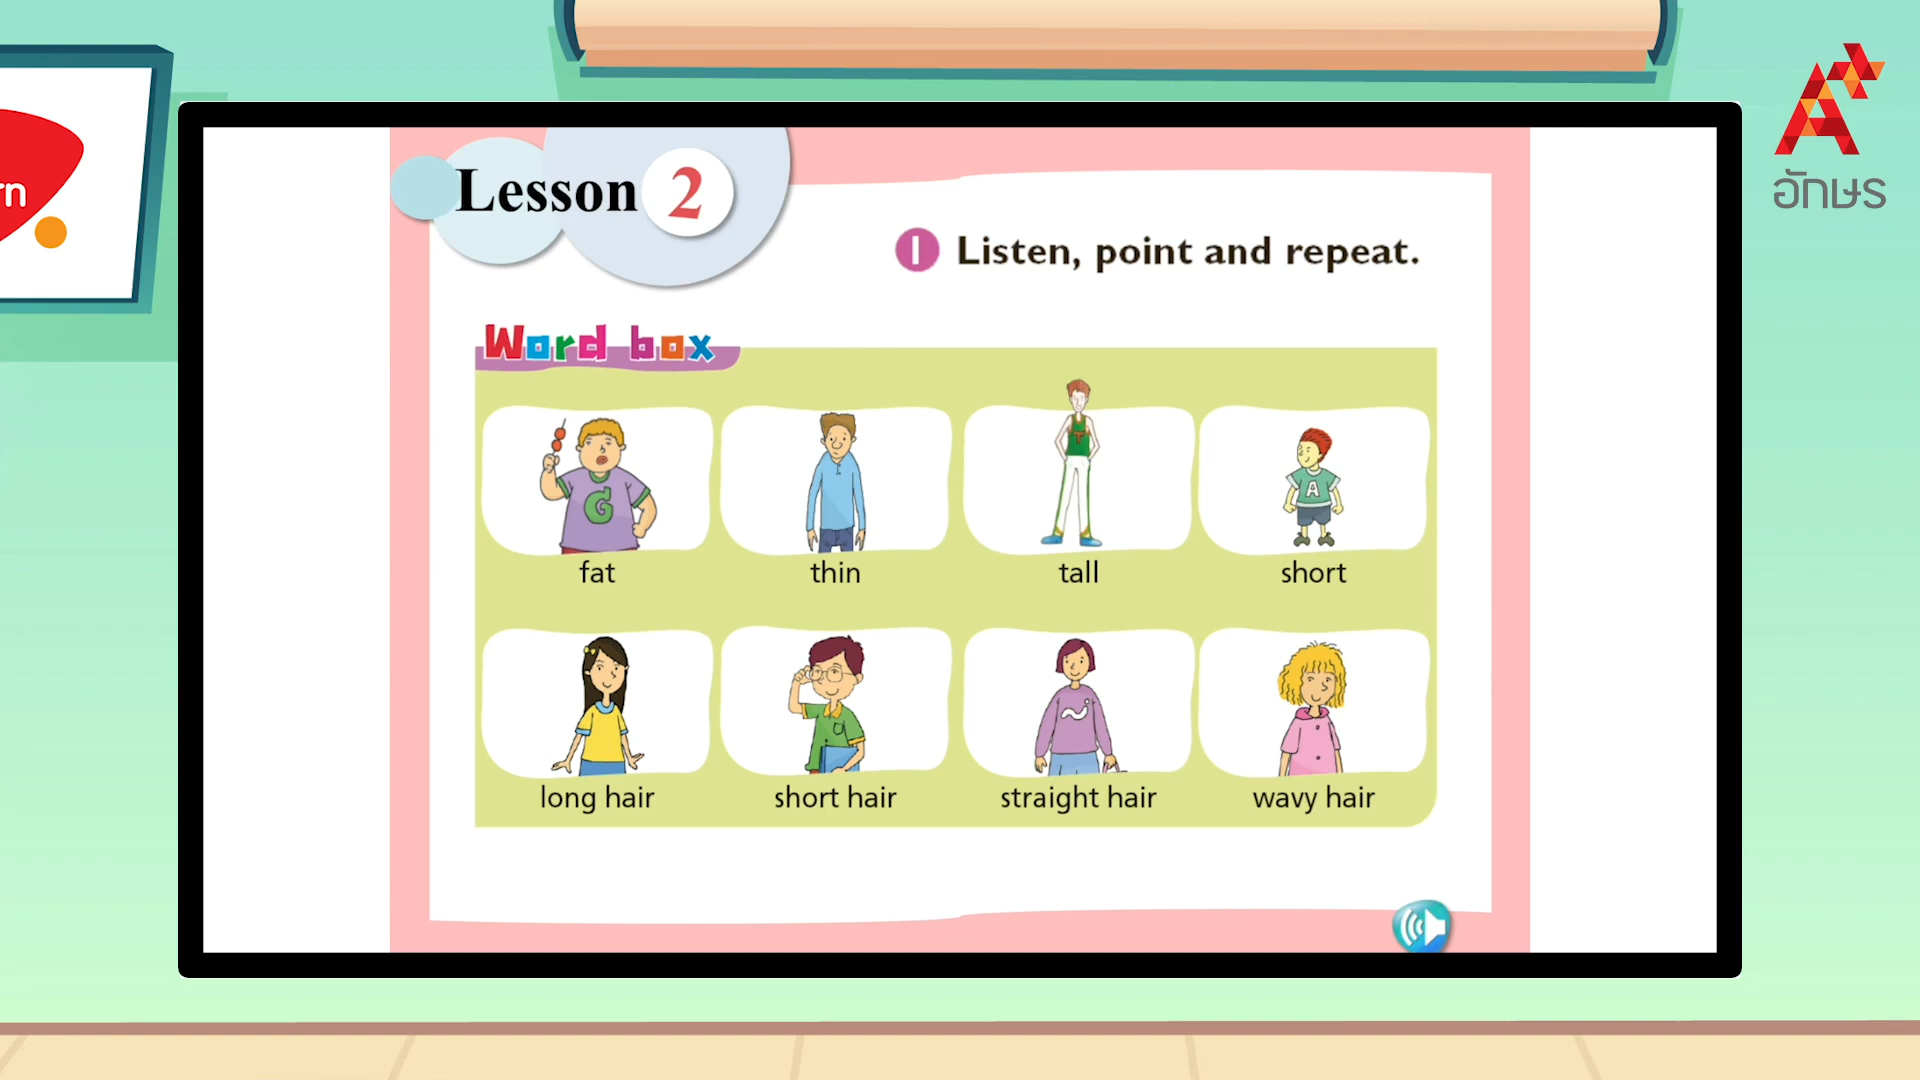 rn
อักษร
Lesson 2
1 Listen, point and repeat.
Word box
G
T
A
fat thin tall short
long hair short hair straight hair wavy hair